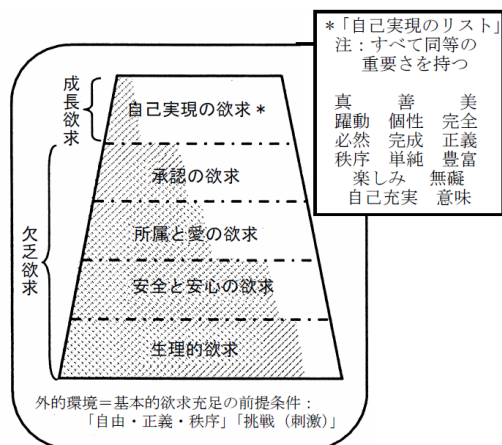 *「自己実現のリスト」
注：すべて同等の
重要さを持つ
真 善 美
躍動 個性 完全
必然 完成 正義
秩序 単純 豊富
楽しみ 無礙
自己充実 意味
成長欲求
自己実現の欲求*
欠乏欲求
承認の欲求
所属と愛の欲求
安全と安心の欲求
生理的欲求
外的環境＝基本的欲求充足の前提条件：
「自由・正義・秩序」「挑戦（刺激）」